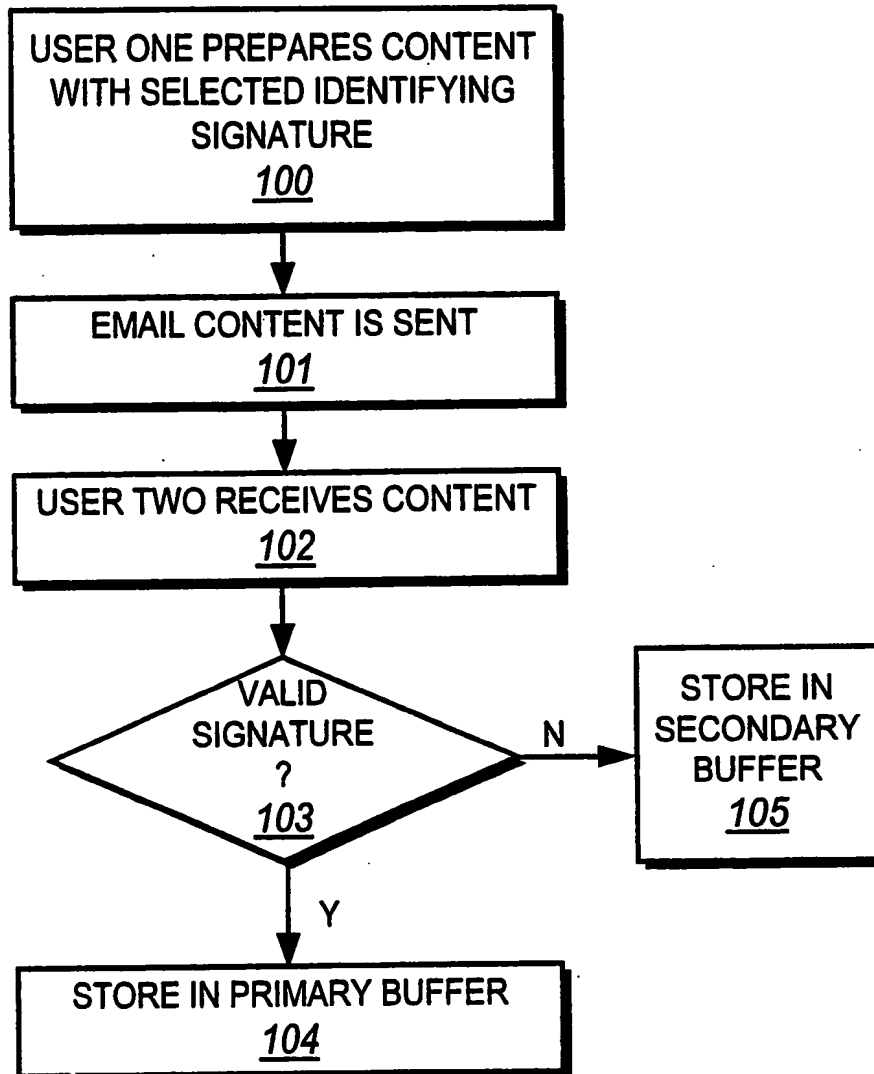 USER ONE PREPARES CONTENT
WITH SELECTED IDENTIFYING
SIGNATURE
100
EMAIL CONTENT IS SENT
101
USER TWO RECEIVES CONTENT
102
VALID
SIGNATURE
?
103
N
STORE IN
SECONDARY
BUFFER
105
Y
STORE IN PRIMARY BUFFER
104